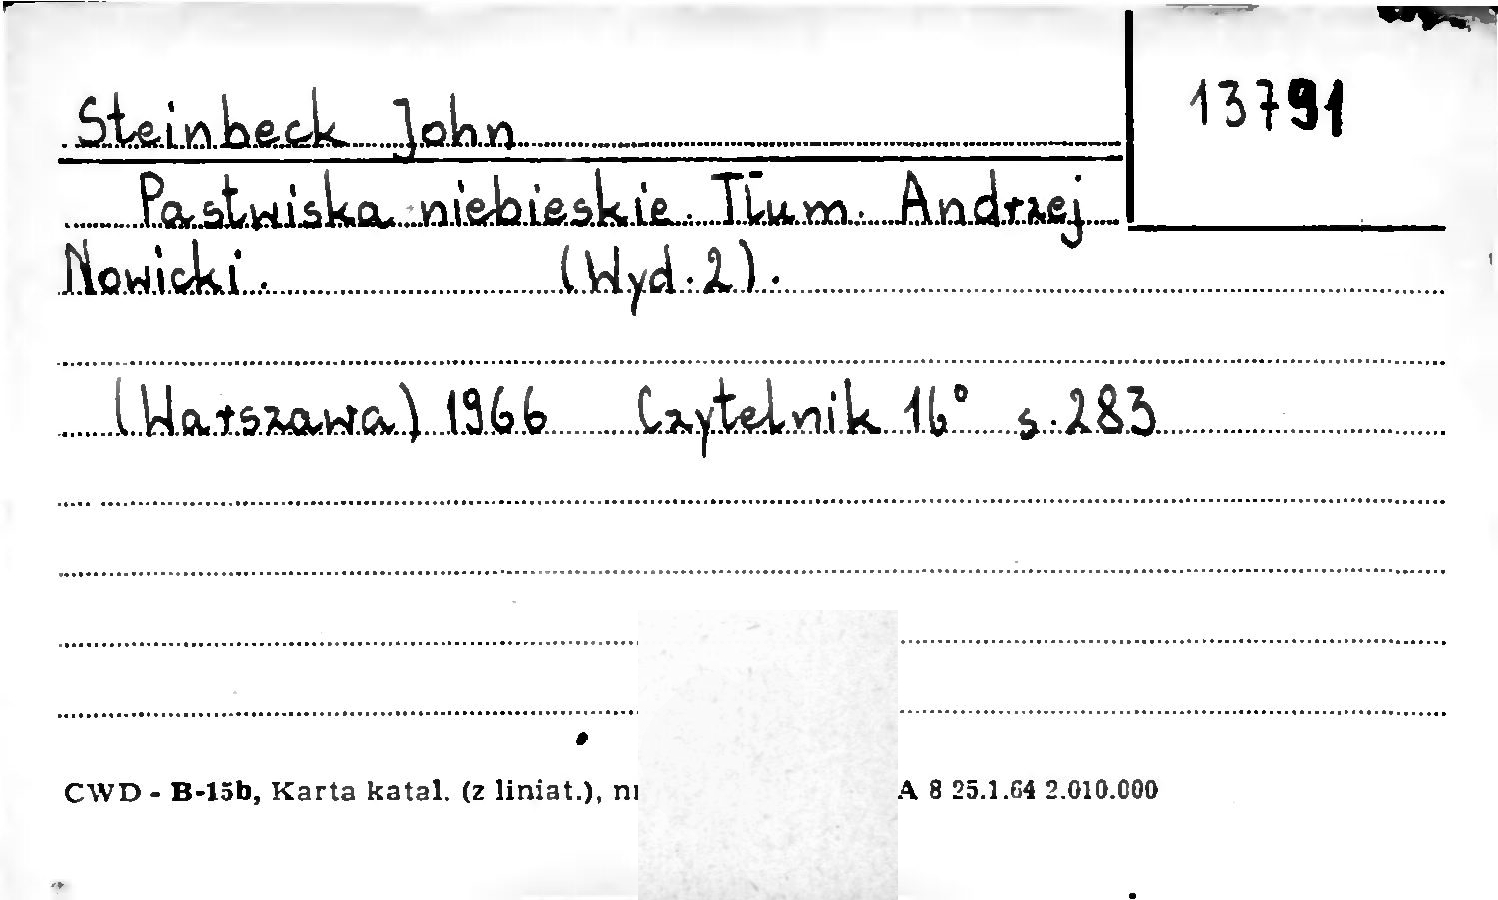 13791
Steinbeck John
Pastwiska niebieskie. Tłum. Andrzej
Nowicki. (Wyd. 2).
(Warszawa) 1966 Czytelnik 16° s. 283
CWD - B-15b, Karta katal. (z liniat.), A 8 25.1.64 2.010.000